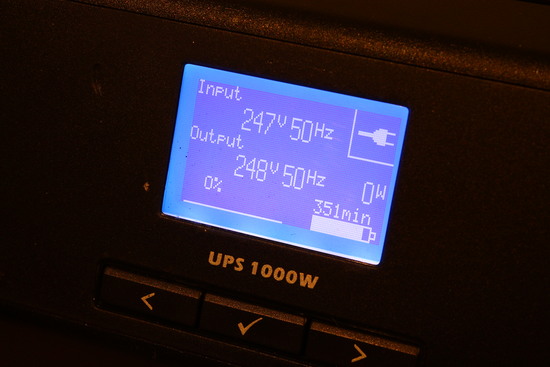 Input
247V 50Hz
Output
248V 50Hz
0W
0%
351min
UPS 1000W